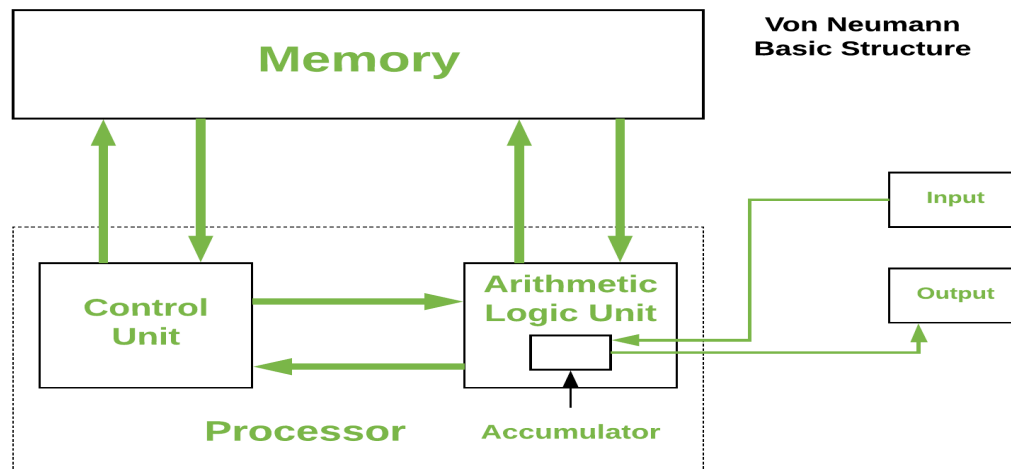 Von Neumann
Basic Structure
Memory
Input
Output
Control
Unit
Arithmetic
Logic Unit
Processor
Accumulator